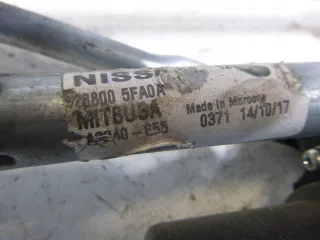 NISS
28800 5FA0A
MITSUBA
Made in Morocco
0371 14/10/17